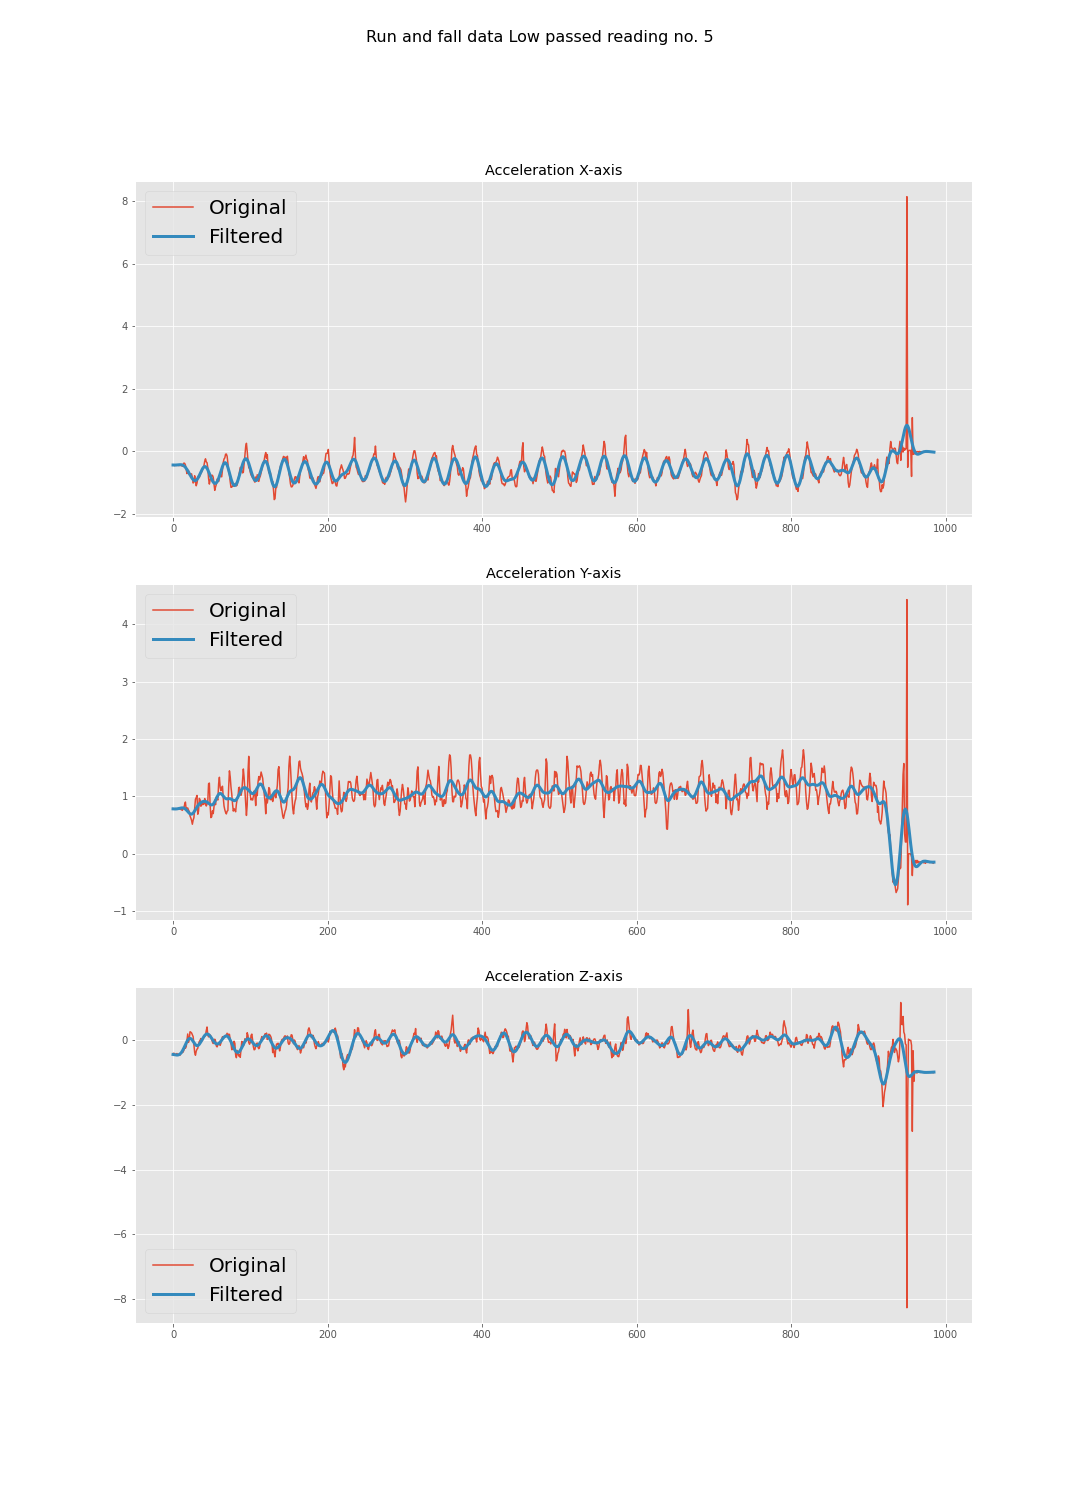 Run and fall data Low passed reading no. 5
Acceleration X-axis
Original
Filtered
8
6
4
2
0
−2
0 200 400 600 800 1000
Acceleration Y-axis
Original
Filtered
4
3
2
1
0
−1
0 200 400 600 800 1000
Acceleration Z-axis
0
−2
−4
−6
−8
Original
Filtered
0 200 400 600 800 1000